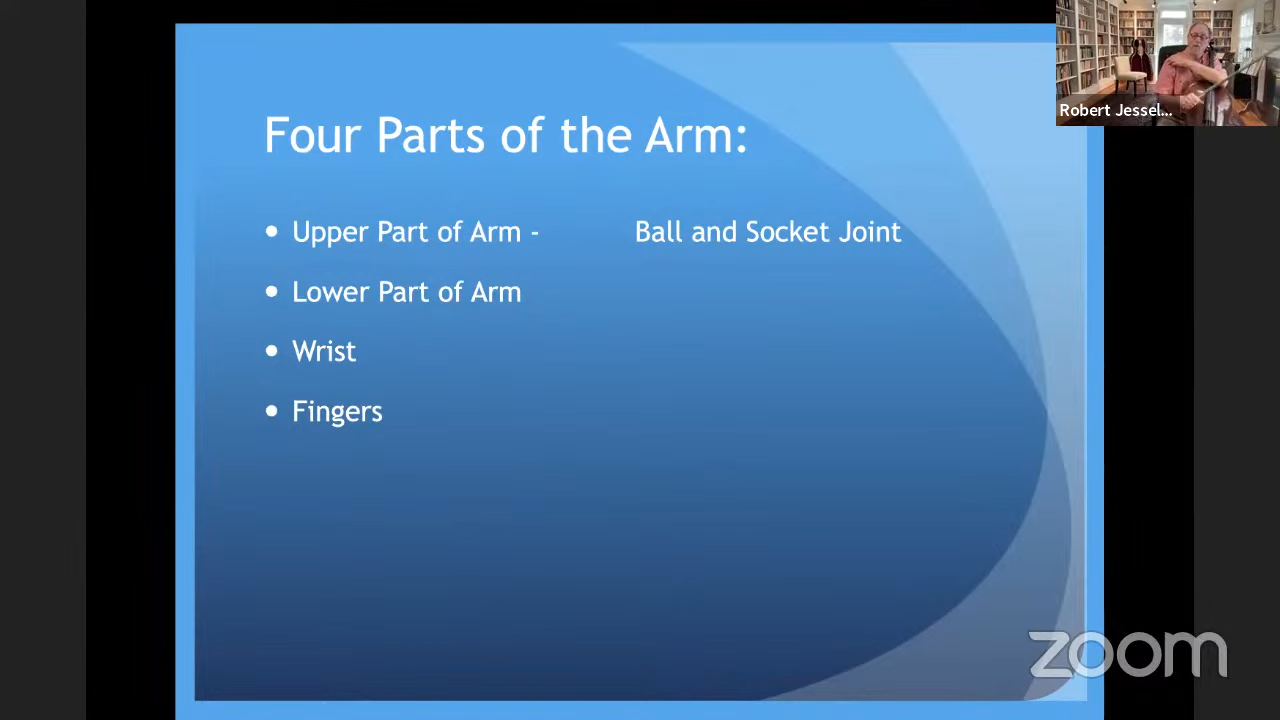 Robert Jessel...
Four Parts of the Arm:
• Upper Part of Arm - Ball and Socket Joint
• Lower Part of Arm
• Wrist
• Fingers
zoom